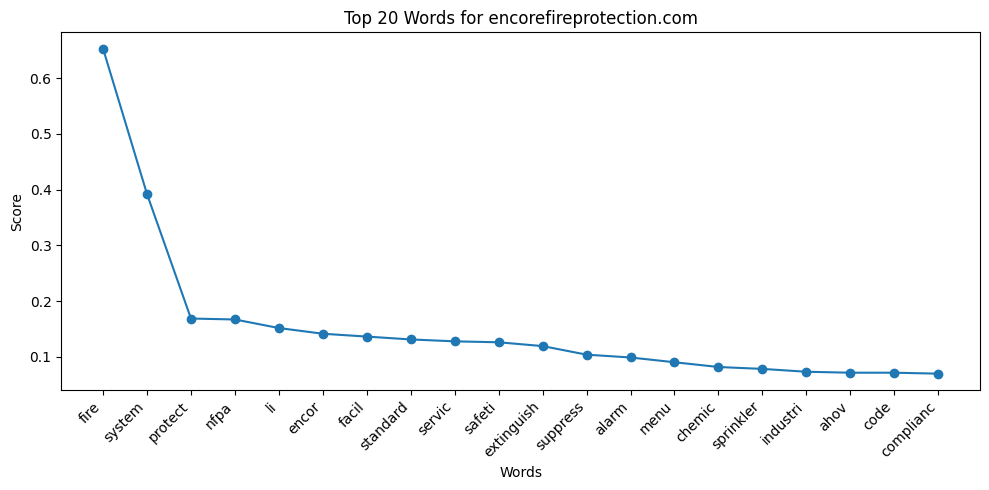 Top 20 Words for encorefireprotection.com
Score
0.6
0.5
0.4
0.3
0.2
0.1
fire
system
protect
nfpa
li
encor
facil
standard
servic
safeti
extinguish
suppress
alarm
menu
chemic
sprinkler
industri
ahov
code
complianc
Words